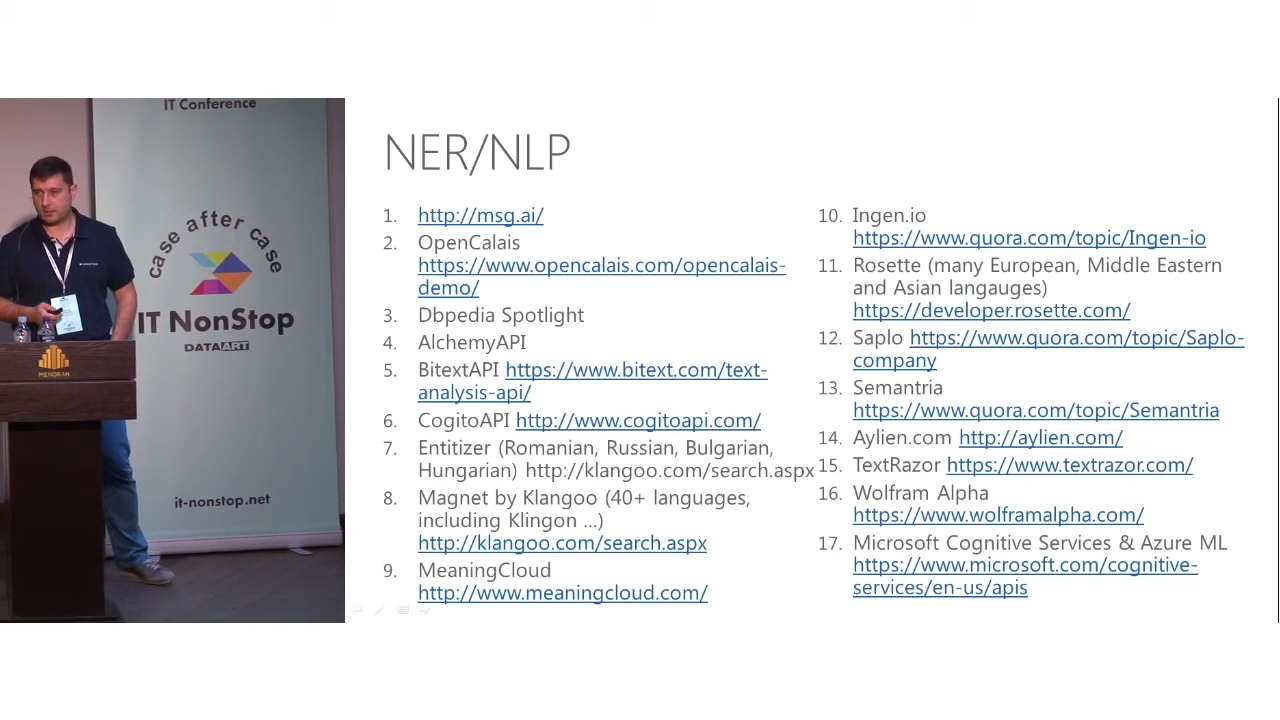 IT Conference
case after case
IT NonStop
DATAART
MENORAH
it-nonstop.net
NER/NLP
1. http://msg.ai/
2. OpenCalais
https://www.opencalais.com/opencalais-
demo/
3. Dbpedia Spotlight
4. AlchemyAPI
5. BitextAPI https://www.bitext.com/text-
analysis-api/
6. CogitoAPI http://www.cogitoapi.com/
7. Entitizer (Romanian, Russian, Bulgarian,
Hungarian) http://klangoo.com/search.aspx
8. Magnet by Klangoo (40+ languages,
including Klingon ...)
http://klangoo.com/search.aspx
9. MeaningCloud
http://www.meaningcloud.com/
10. Ingen.io
https://www.quora.com/topic/Ingen-io
11. Rosette (many European, Middle Eastern
and Asian langauges)
https://developer.rosette.com/
12. Saplo https://www.quora.com/topic/Saplo-
company
13. Semantria
https://www.quora.com/topic/Semantria
14. Aylien.com http://aylien.com/
15. TextRazor https://www.textrazor.com/
16. Wolfram Alpha
https://www.wolframalpha.com/
17. Microsoft Cognitive Services & Azure ML
https://www.microsoft.com/cognitive-
services/en-us/apis